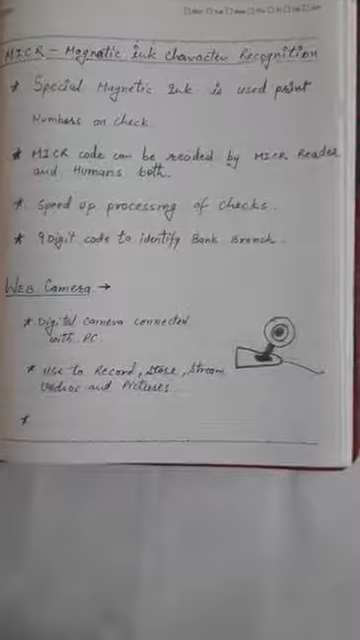 MICR - Magnetic ink character Recognition
* Special Magnetic Ink is used print
Numbers on check.
* MICR code can be readed by MICR Reader
and Humans both.
* Speed up processing of checks.
* 9 Digit code to identify Bank Branch.
WEB Camera →
* Digital camera connected
with PC.
* Use to Record, Store, Stream
Vedios and Pictures
*